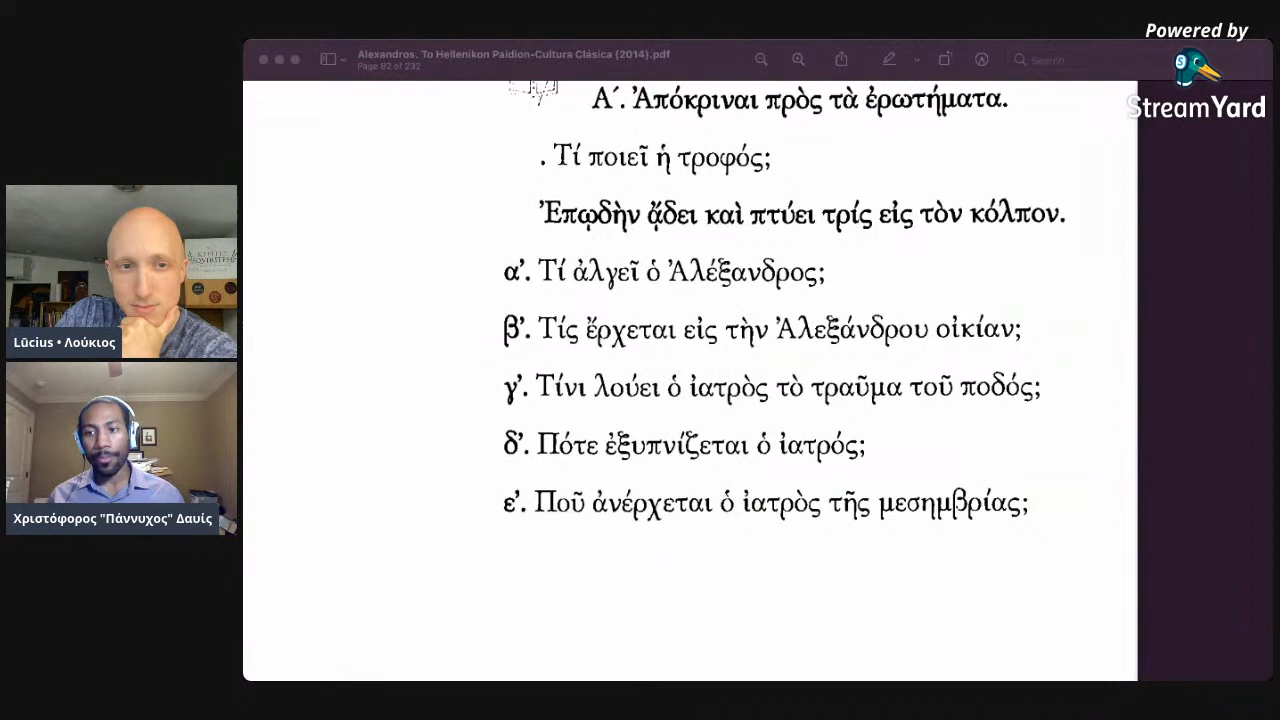 Powered by
StreamYard
Alexandros. To Hellenikon Paidion-Cultura Clásica (2014).pdf
Page 82 of 232
Search
Α´. Ἀπόκριναι πρὸς τὰ ἐρωτήματα.
. Τί ποιεῖ ἡ τροφός;
Ἐπῳδὴν ᾄδει καὶ πτύει τρίς εἰς τὸν κόλπον.
α’. Τί ἀλγεῖ ὁ Ἀλέξανδρος;
β’. Τίς ἔρχεται εἰς τὴν Ἀλεξάνδρου οἰκίαν;
γ’. Τίνι λούει ὁ ἰατρὸς τὸ τραῦμα τοῦ ποδός;
δ’. Πότε ἐξυπνίζεται ὁ ἰατρός;
ε’. Ποῦ ἀνέρχεται ὁ ἰατρὸς τῆς μεσημβρίας;
Lūcius • Λούκιος
Χριστόφορος "Πάννυχος" Δαυίς